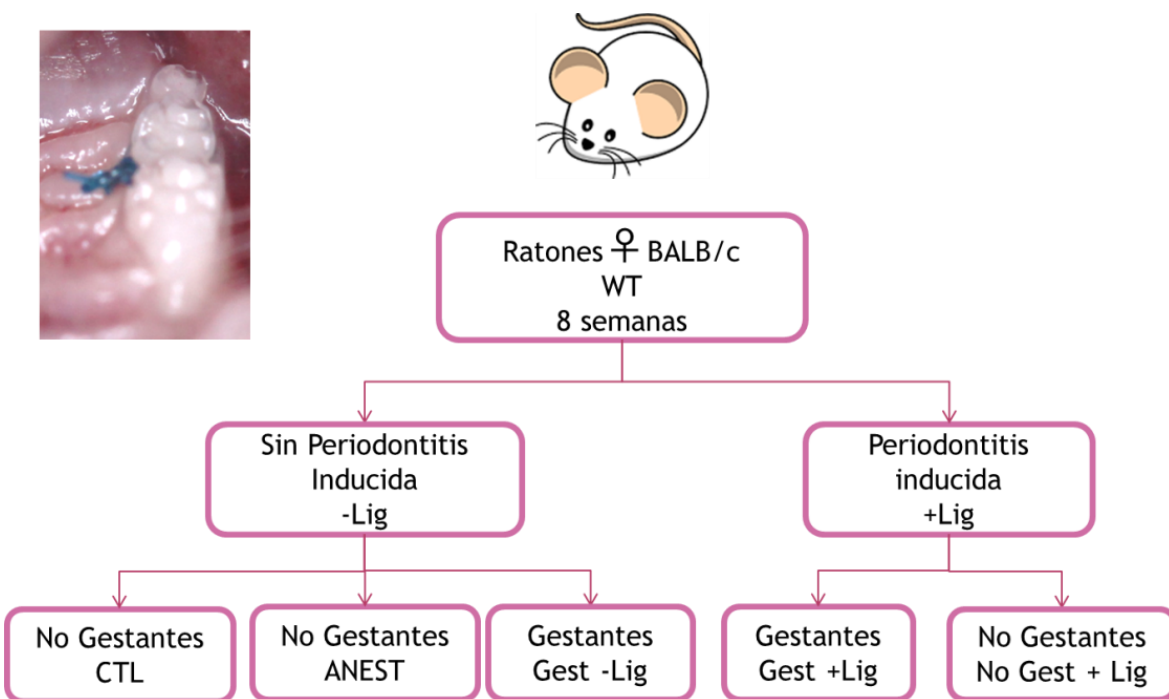 Ratones ♀ BALB/c
WT
8 semanas
Sin Periodontitis
Inducida
-Lig
Periodontitis
inducida
+Lig
No Gestantes
CTL
No Gestantes
ANEST
Gestantes
Gest -Lig
Gestantes
Gest +Lig
No Gestantes
No Gest + Lig